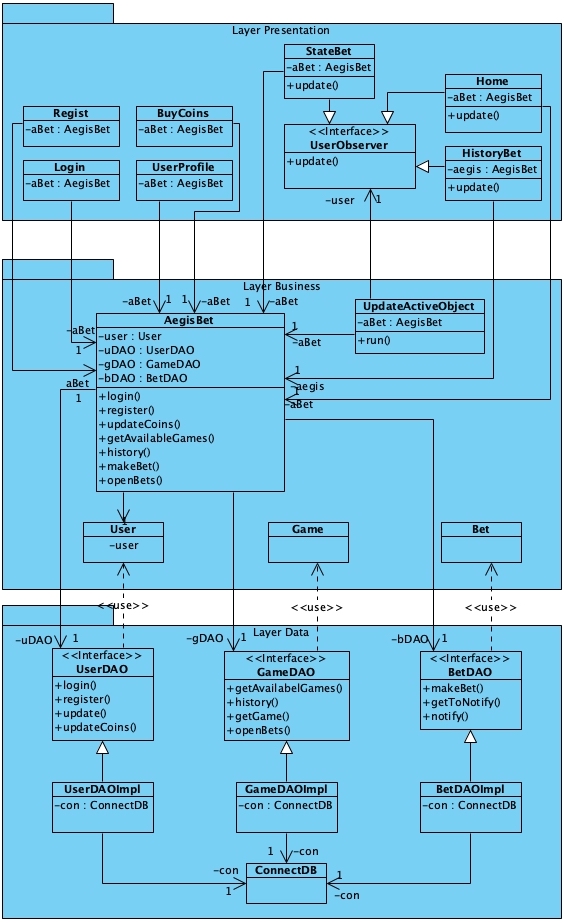 Layer Presentation
StateBet
-aBet : AegisBet
+update()
Home
-aBet : AegisBet
+update()
Regist
-aBet : AegisBet
BuyCoins
-aBet : AegisBet
<<Interface>>
UserObserver
+update()
HistoryBet
-aegis : AegisBet
+update()
Login
-aBet : AegisBet
UserProfile
-aBet : AegisBet
-user 1
Layer Business
-aBet 1
1 -aBet
1 -aBet
UpdateActiveObject
-aBet : AegisBet
+run()
AegisBet
-user : User
-uDAO : UserDAO
-gDAO : GameDAO
-bDAO : BetDAO
+login()
+register()
+updateCoins()
+getAvailableGames()
+history()
+makeBet()
+openBets()
-aBet
1
aBet
1
1
-aBet
1
-aegis
1
-aBet
User
-user
Game
Bet
<<use>>
<<use>>
<<use>>
Layer Data
-uDAO 1
-gDAO 1
-bDAO 1
<<Interface>>
UserDAO
+login()
+register()
+update()
+updateCoins()
<<Interface>>
GameDAO
+getAvailabelGames()
+history()
+getGame()
+openBets()
<<Interface>>
BetDAO
+makeBet()
+getToNotify()
+notify()
UserDAOImpl
-con : ConnectDB
GameDAOImpl
-con : ConnectDB
BetDAOImpl
-con : ConnectDB
1 -con
-con
1
ConnectDB
1
-con